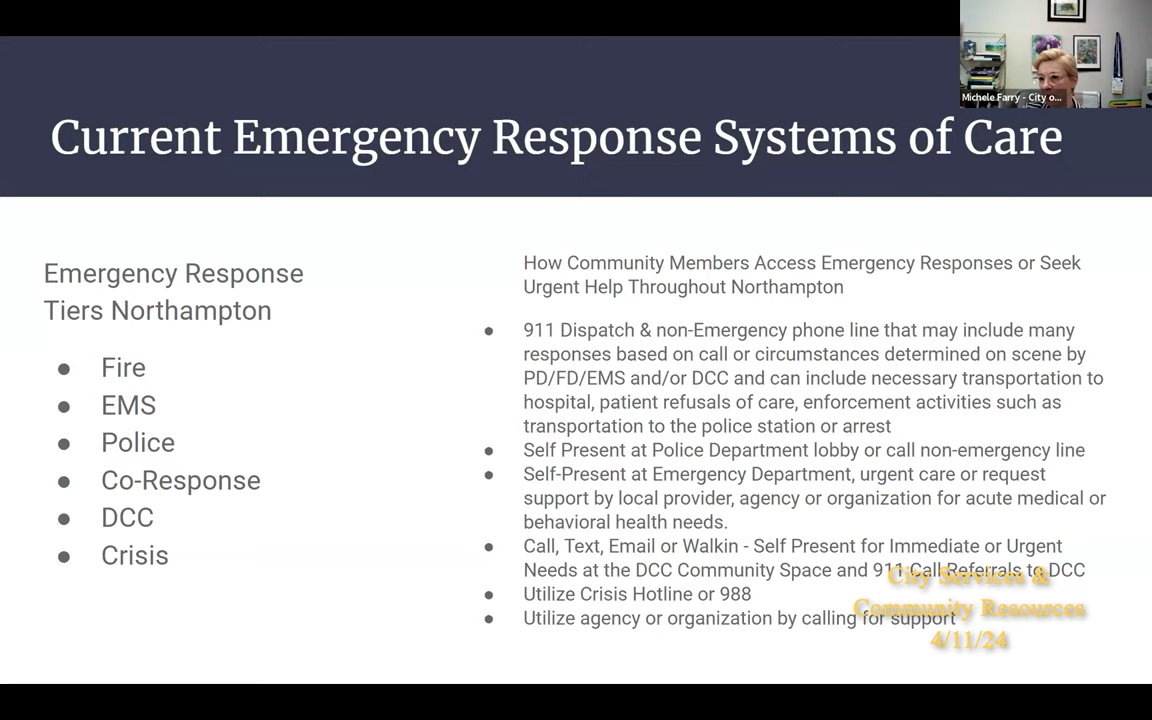 Michele Farry - City o...
Current Emergency Response Systems of Care
Emergency Response
Tiers Northampton
● Fire
● EMS
● Police
● Co-Response
● DCC
● Crisis
How Community Members Access Emergency Responses or Seek
Urgent Help Throughout Northampton
● 911 Dispatch & non-Emergency phone line that may include many
responses based on call or circumstances determined on scene by
PD/FD/EMS and/or DCC and can include necessary transportation to
hospital, patient refusals of care, enforcement activities such as
transportation to the police station or arrest
● Self Present at Police Department lobby or call non-emergency line
● Self-Present at Emergency Department, urgent care or request
support by local provider, agency or organization for acute medical or
behavioral health needs.
● Call, Text, Email or Walkin - Self Present for Immediate or Urgent
Needs at the DCC Community Space and 911 Call Referrals to DCC
● Utilize Crisis Hotline or 988
● Utilize agency or organization by calling for support
City Services &
Community Resources
4/11/24